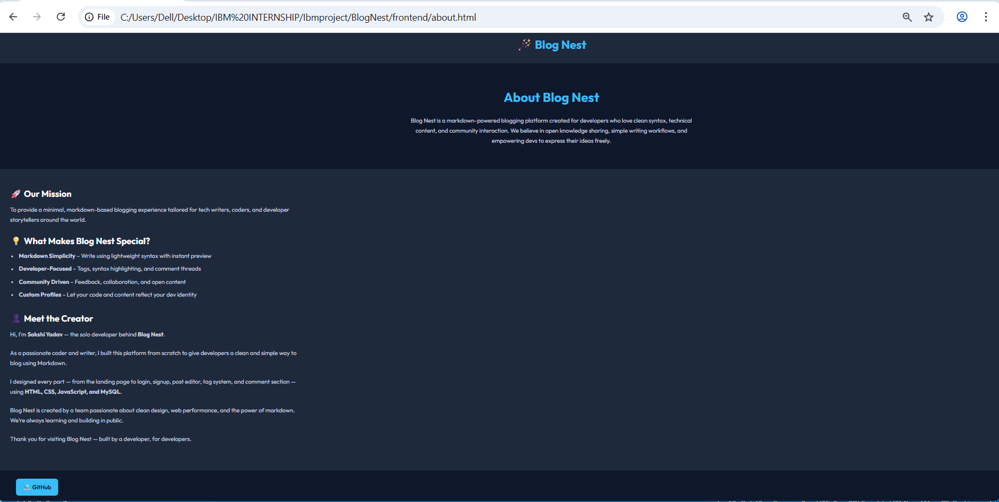 File C:/Users/Dell/Desktop/IBM%20INTERNSHIP/Ibmproject/BlogNest/frontend/about.html
Blog Nest
About Blog Nest
Blog Nest is a markdown-powered blogging platform created for developers who love clean syntax, technical
content, and community interaction. We believe in open knowledge sharing, simple writing workflows, and
empowering devs to express their ideas freely.
Our Mission
To provide a minimal, markdown-based blogging experience tailored for tech writers, coders, and developer
storytellers around the world.
What Makes Blog Nest Special?
• Markdown Simplicity – Write using lightweight syntax with instant preview
• Developer-Focused – Tags, syntax highlighting, and comment threads
• Community Driven – Feedback, collaboration, and open content
• Custom Profiles – Let your code and content reflect your dev identity
Meet the Creator
Hi, I'm Sakshi Yadav — the solo developer behind Blog Nest.
As a passionate coder and writer, I built this platform from scratch to give developers a clean and simple way to
blog using Markdown.
I designed every part — from the landing page to login, signup, post editor, tag system, and comment section —
using HTML, CSS, JavaScript, and MySQL.
Blog Nest is created by a team passionate about clean design, web performance, and the power of markdown.
We're always learning and building in public.
Thank you for visiting Blog Nest — built by a developer, for developers.
GitHub